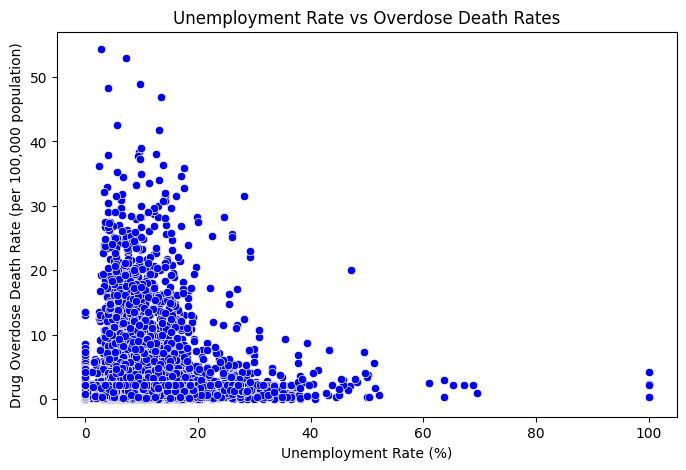 Unemployment Rate vs Overdose Death Rates
Drug Overdose Death Rate (per 100,000 population)
50
40
30
20
10
0
0 20 40 60 80 100
Unemployment Rate (%)